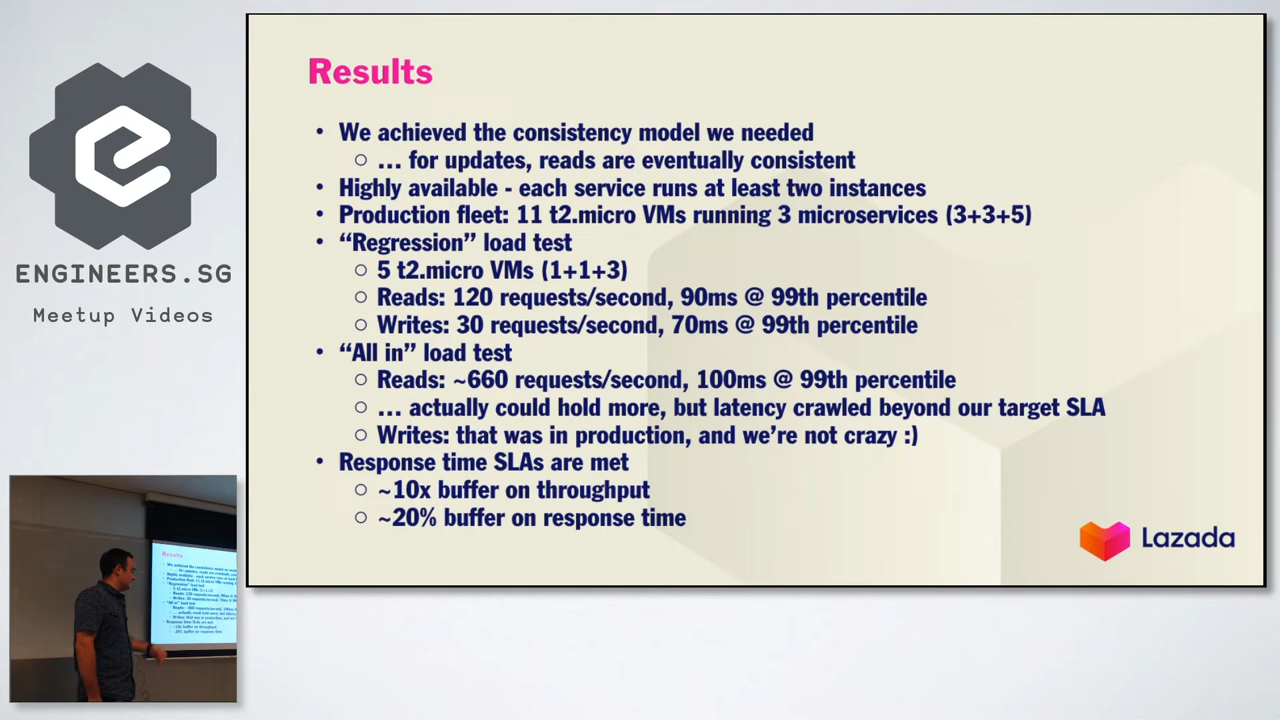 ENGINEERS.SG
Meetup Videos
Results
• We achieved the consistency model we needed
○ … for updates, reads are eventually consistent
• Highly available - each service runs at least two instances
• Production fleet: 11 t2.micro VMs running 3 microservices (3+3+5)
• “Regression” load test
○ 5 t2.micro VMs (1+1+3)
○ Reads: 120 requests/second, 90ms @ 99th percentile
○ Writes: 30 requests/second, 70ms @ 99th percentile
• “All in” load test
○ Reads: ~660 requests/second, 100ms @ 99th percentile
○ … actually could hold more, but latency crawled beyond our target SLA
○ Writes: that was in production, and we’re not crazy :)
• Response time SLAs are met
○ ~10x buffer on throughput
○ ~20% buffer on response time
Lazada
Results